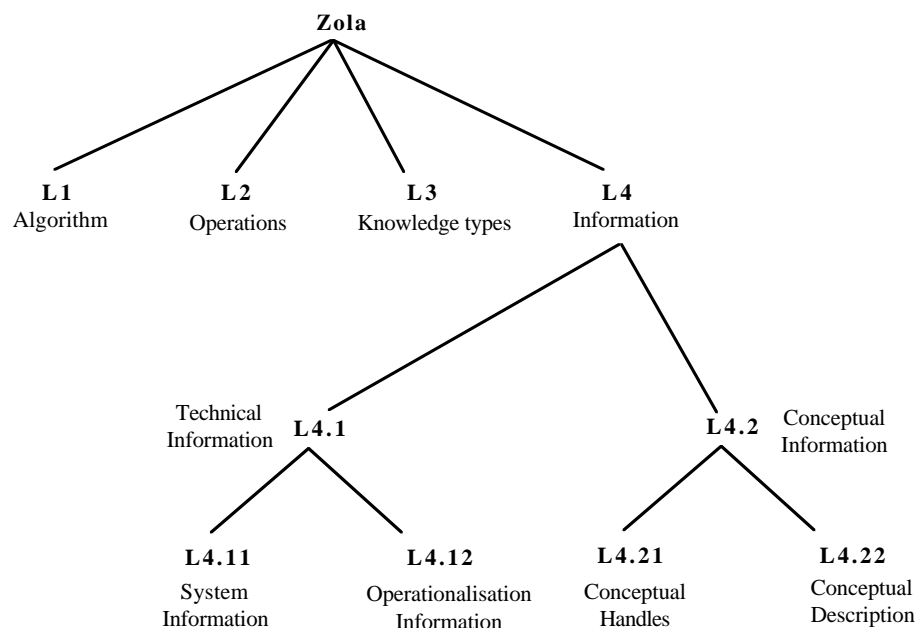 Zola
L1
L2
L3
L4
Algorithm
Operations
Knowledge types
Information
Technical
Information
L4.1
L4.2
Conceptual
Information
L4.11
L4.12
L4.21
L4.22
System
Information
Operationalisation
Information
Conceptual
Handles
Conceptual
Description